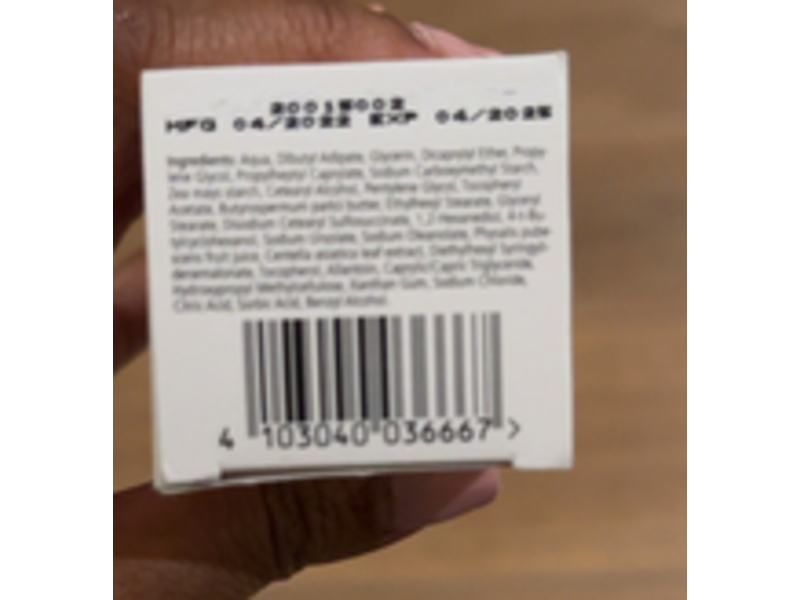 20015002
MFG 04/2022 EXP 04/2025
Ingredients: Aqua, Dibutyl Adipate, Glycerin, Dicaprylyl Ether, Propy-
lene Glycol, Propylheptyl Caprylate, Sodium Carboxymethyl Starch,
Zea mays starch, Cetearyl Alcohol, Pentylene Glycol, Tocopheryl
Acetate, Butyrospermum parkii butter, Ethylhexyl Stearate, Glyceryl
Stearate, Disodium Cetearyl Sulfosuccinate, 1,2-Hexanediol, 4-t-Bu-
tylcyclohexanol, Sodium Ursolate, Sodium Oleanolate, Physalis pube-
scens fruit juice, Centella asiatica leaf extract, Diethylhexyl Syringyl-
idenemalonate, Tocopherol, Allantoin, Caprylic/Capric Triglyceride,
Hydroxypropyl Methylcellulose, Xanthan Gum, Sodium Chloride,
Citric Acid, Sorbic Acid, Benzyl Alcohol.
4 103040 036667 >